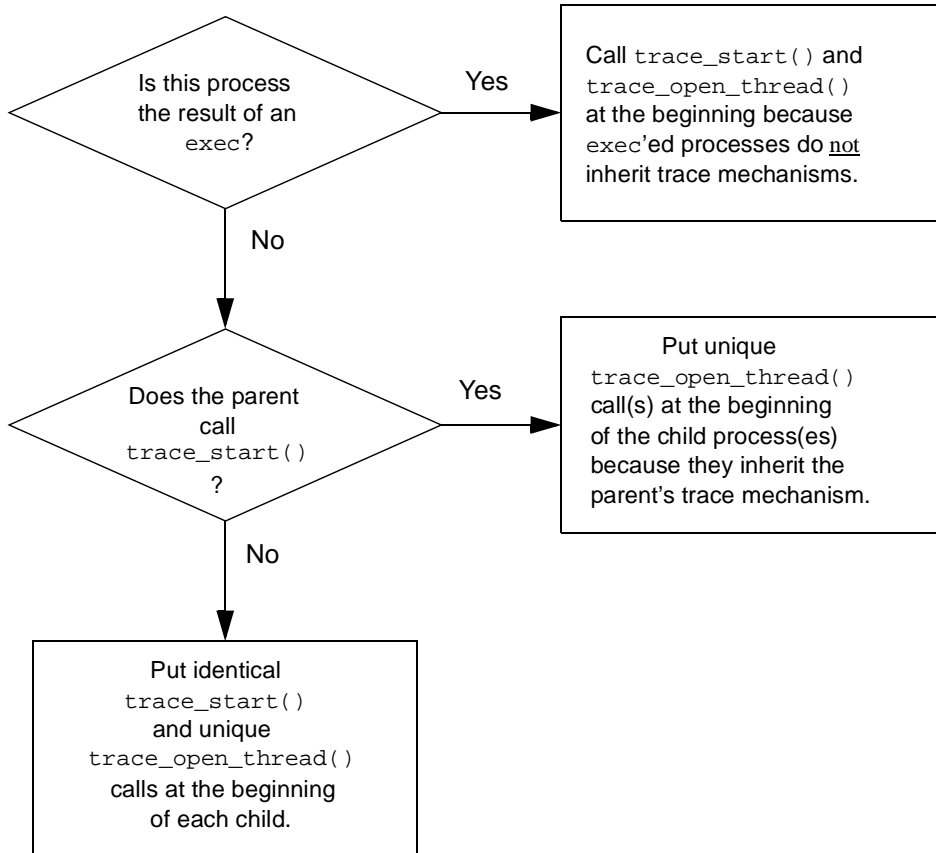 Is this process
the result of an
exec?
Yes
Call trace_start() and
trace_open_thread()
at the beginning because
exec'ed processes do not
inherit trace mechanisms.
No
Does the parent
call
trace_start()
?
Yes
Put unique
trace_open_thread()
call(s) at the beginning
of the child process(es)
because they inherit the
parent's trace mechanism.
No
Put identical
trace_start()
and unique
trace_open_thread()
calls at the beginning
of each child.